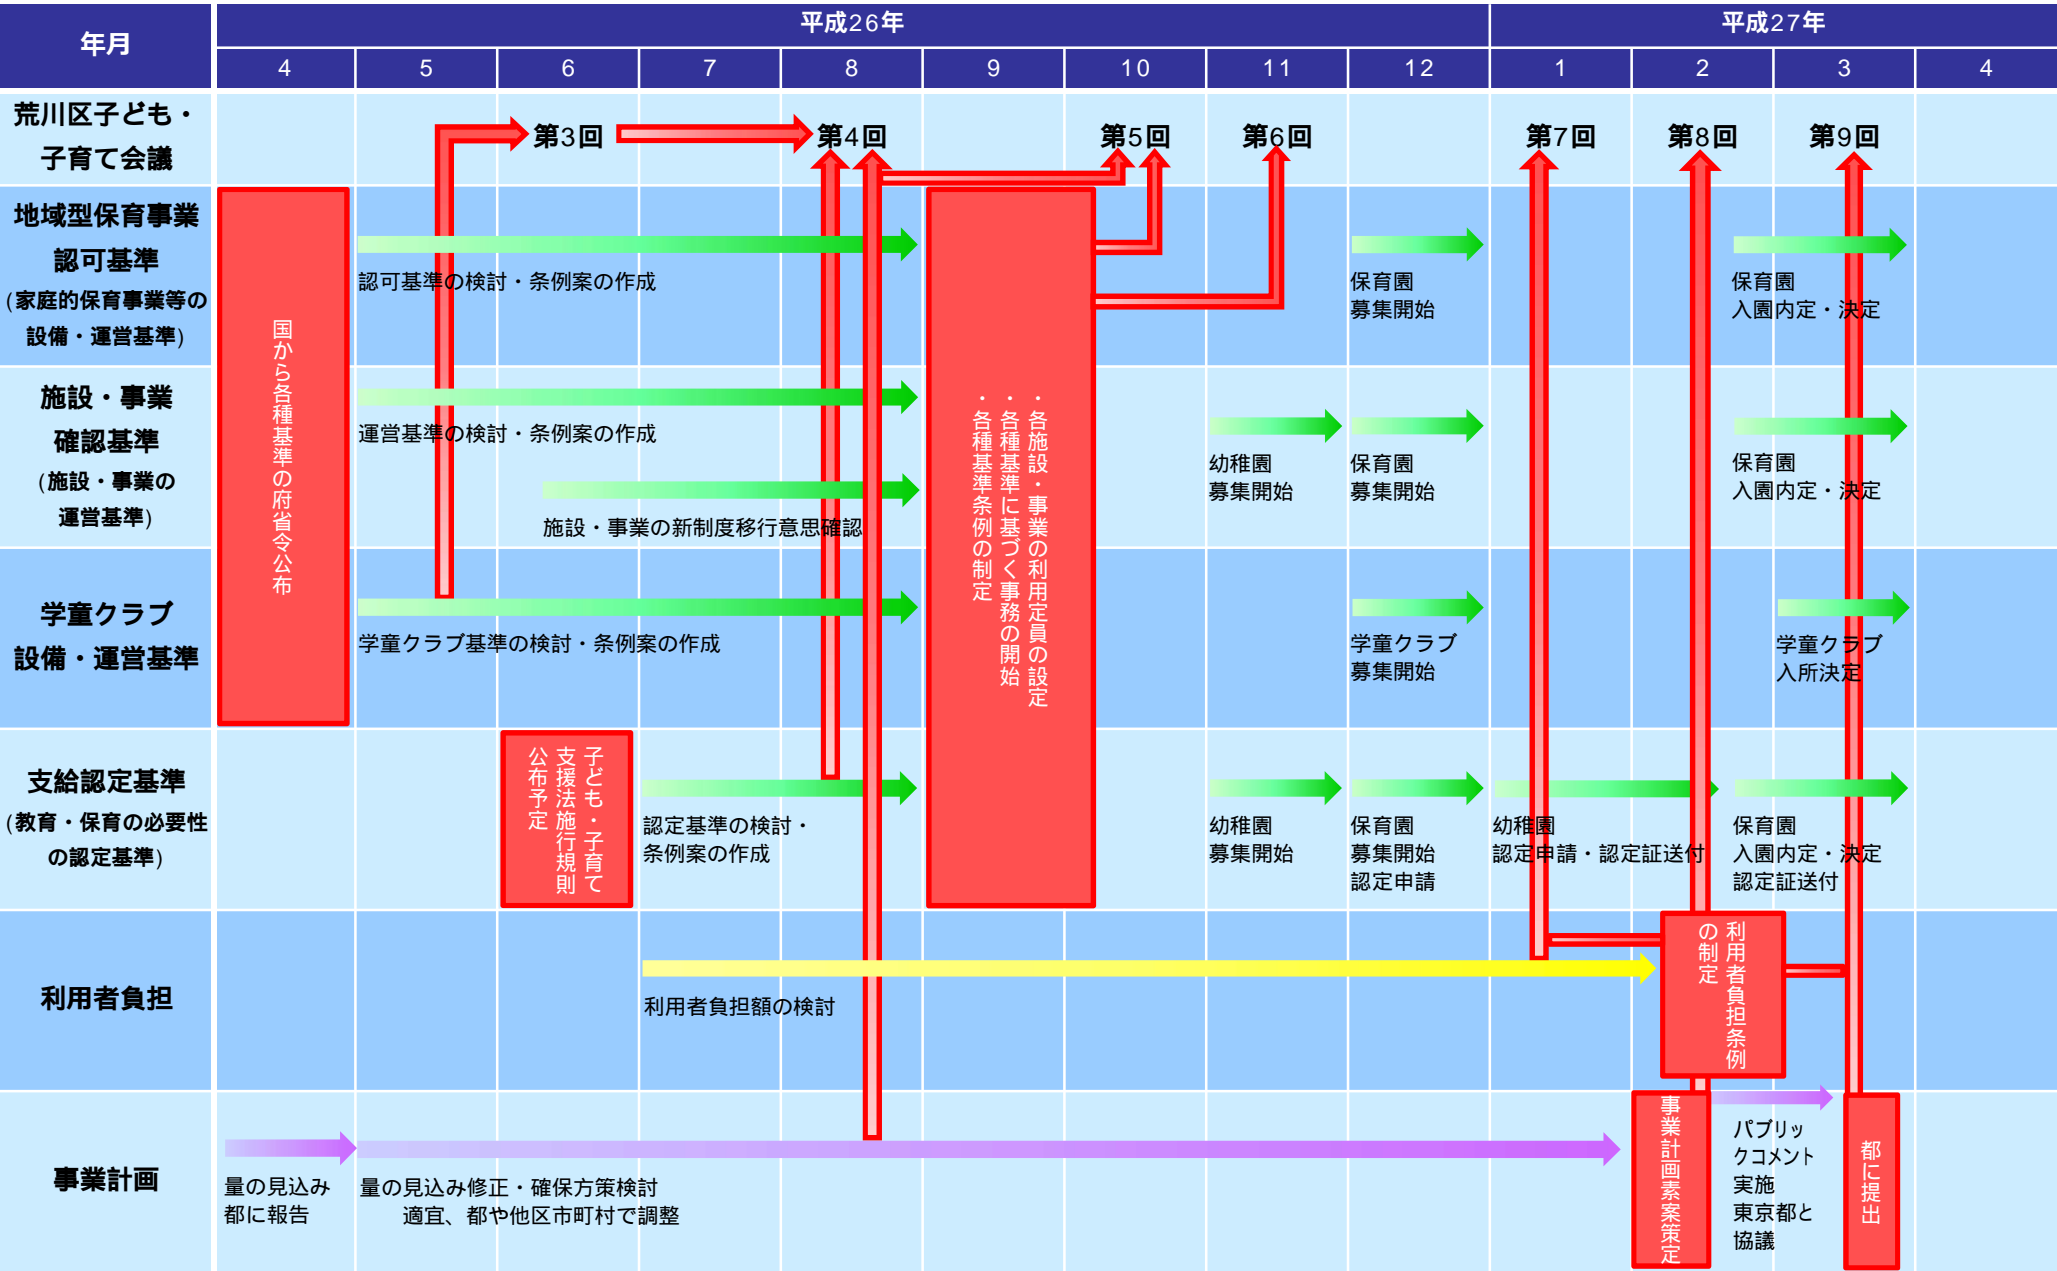 年月
平成26年
平成27年
4
5
6
7
8
9
10
11
12
1
2
3
4
荒川区子ども・
子育て会議
第3回
第4回
第5回
第6回
第7回
第8回
第9回
地域型保育事業
認可基準
(家庭的保育事業等の
設備・運営基準)
国から各種基準の府省令公布
認可基準の検討・条例案の作成
・各施設・事業の利用定員の設定
・各種基準に基づく事務の開始
・各種基準条例の制定
保育園
募集開始
保育園
入園内定・決定
施設・事業
確認基準
(施設・事業の
運営基準)
運営基準の検討・条例案の作成
施設・事業の新制度移行意思確認
幼稚園
募集開始
保育園
募集開始
保育園
入園内定・決定
学童クラブ
設備・運営基準
学童クラブ基準の検討・条例案の作成
学童クラブ
募集開始
学童クラブ
入所決定
支給認定基準
(教育・保育の必要性
の認定基準)
子ども・子育て
支援法施行規則
公布予定
認定基準の検討・
条例案の作成
幼稚園
募集開始
保育園
募集開始
認定申請
幼稚園
認定申請・認定証送付
保育園
入園内定・決定
認定証送付
利用者負担
利用者負担額の検討
利用者負担条例
の制定
事業計画
量の見込み
都に報告
量の見込み修正・確保方策検討
適宜、都や他区市町村で調整
事業計画素案策定
パブリッ
クコメント
実施
東京都と
協議
都に提出